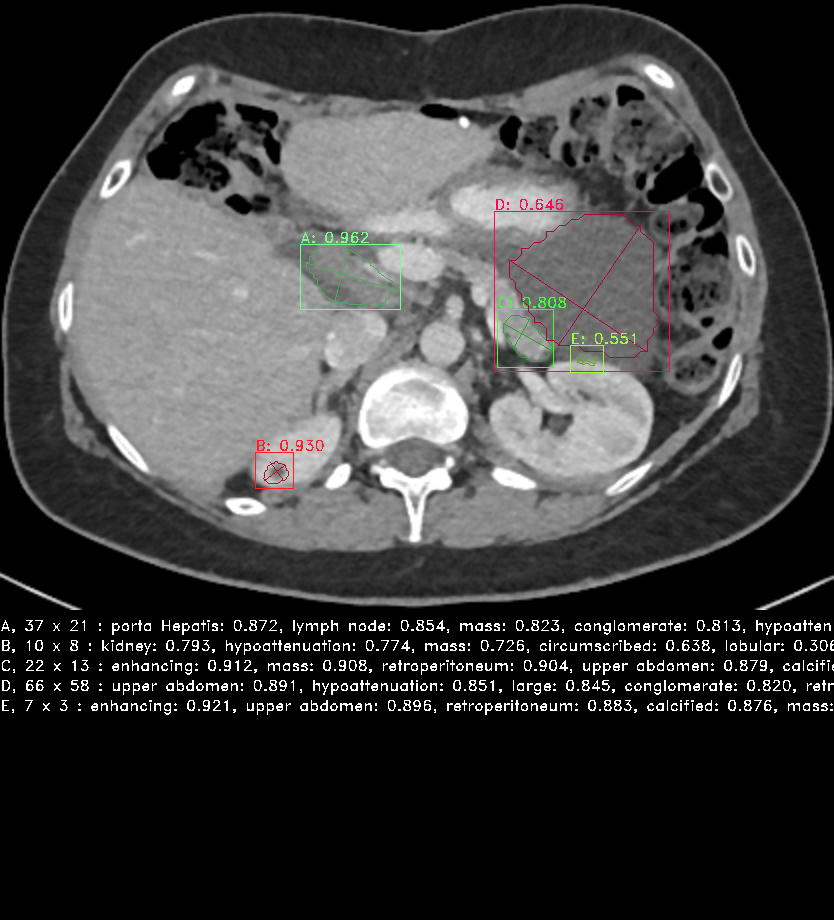 D: 0.646
A: 0.962
0.808
E: 0.551
B: 0.930
A, 37 x 21 : porta Hepatis: 0.872, lymph node: 0.854, mass: 0.823, conglomerate: 0.813, hypoatten
B, 10 x 8 : kidney: 0.793, hypoattenuation: 0.774, mass: 0.726, circumscribed: 0.638, lobular: 0.306
C, 22 x 13 : enhancing: 0.912, mass: 0.908, retroperitoneum: 0.904, upper abdomen: 0.879, calcifie
D, 66 x 58 : upper abdomen: 0.891, hypoattenuation: 0.851, large: 0.845, conglomerate: 0.820, retr
E, 7 x 3 : enhancing: 0.921, upper abdomen: 0.896, retroperitoneum: 0.883, calcified: 0.876, mass: